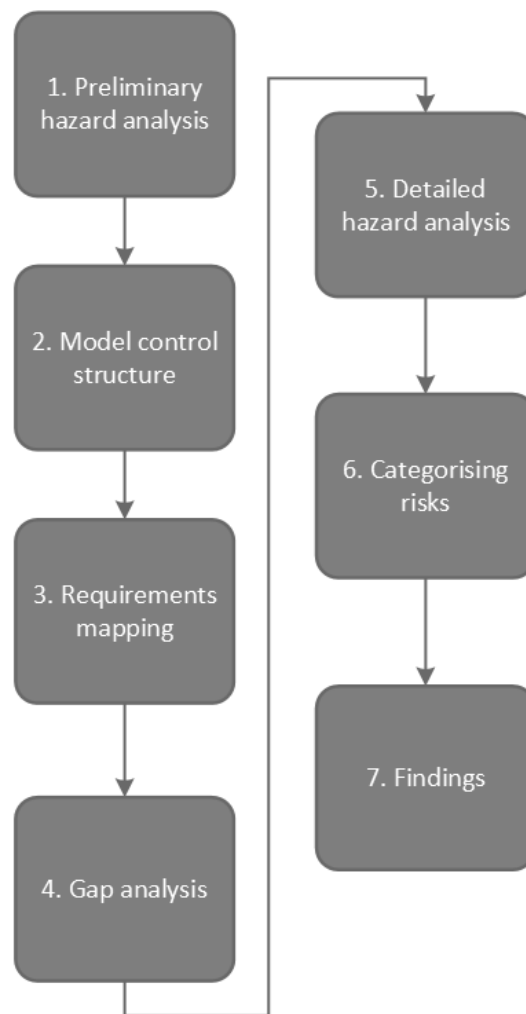 1. Preliminary
hazard analysis
2. Model control
structure
3. Requirements
mapping
4. Gap analysis
5. Detailed
hazard analysis
6. Categorising
risks
7. Findings